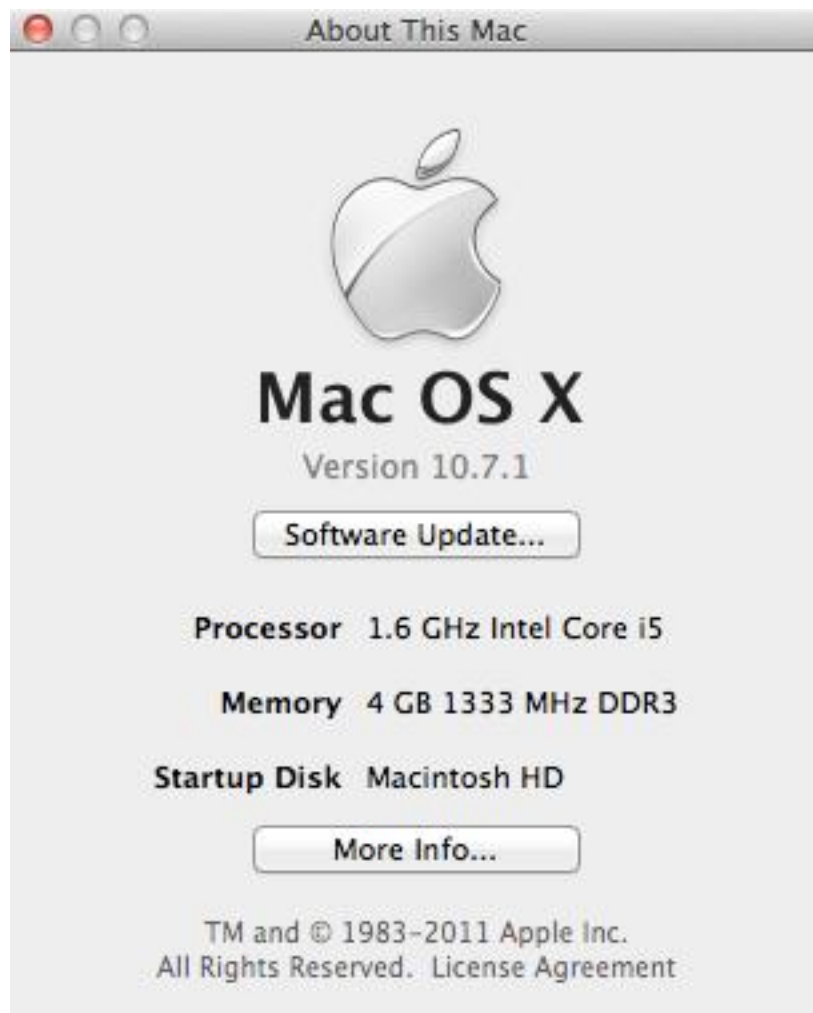 About This Mac
Mac OS X
Version 10.7.1
Software Update...
Processor 1.6 GHz Intel Core i5
Memory 4 GB 1333 MHz DDR3
Startup Disk Macintosh HD
More Info...
TM and © 1983–2011 Apple Inc.
All Rights Reserved. License Agreement